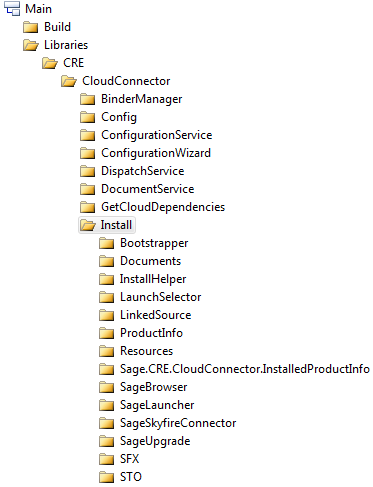 Main
Build
Libraries
CRE
CloudConnector
BinderManager
Config
ConfigurationService
ConfigurationWizard
DispatchService
DocumentService
GetCloudDependencies
Install
Bootstrapper
Documents
InstallHelper
LaunchSelector
LinkedSource
ProductInfo
Resources
Sage.CRE.CloudConnector.InstalledProductInfo
SageBrowser
SageLauncher
SageSkyfireConnector
SageUpgrade
SFX
STO